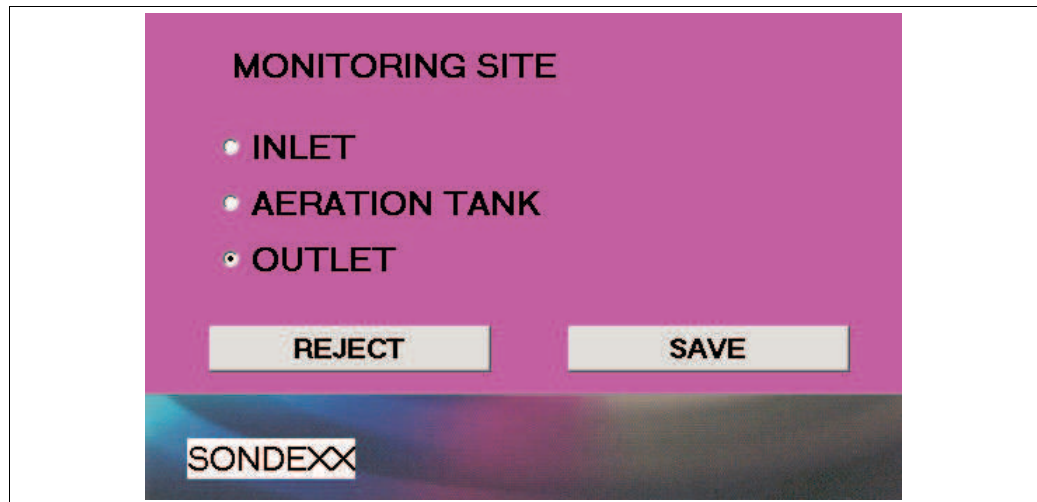 MONITORING SITE
INLET
AERATION TANK
OUTLET
REJECT
SAVE
SONDEXX